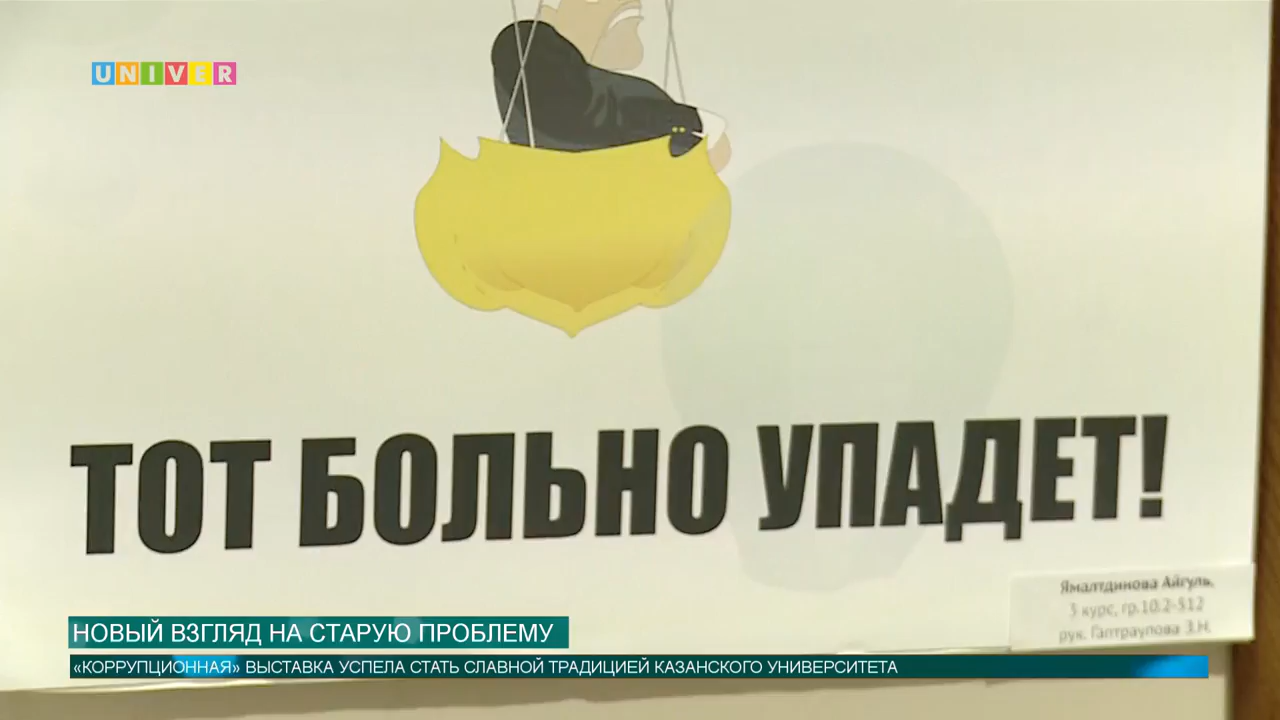 UNIVER
ТОТ БОЛЬНО УПАДЕТ!
Ямалтдинова Айгуль,
3 курс, гр.10.2-512
рук. Гаптраупова З.Н.
НОВЫЙ ВЗГЛЯД НА СТАРУЮ ПРОБЛЕМУ
«КОРРУПЦИОННАЯ» ВЫСТАВКА УСПЕЛА СТАТЬ СЛАВНОЙ ТРАДИЦИЕЙ КАЗАНСКОГО УНИВЕРСИТЕТА